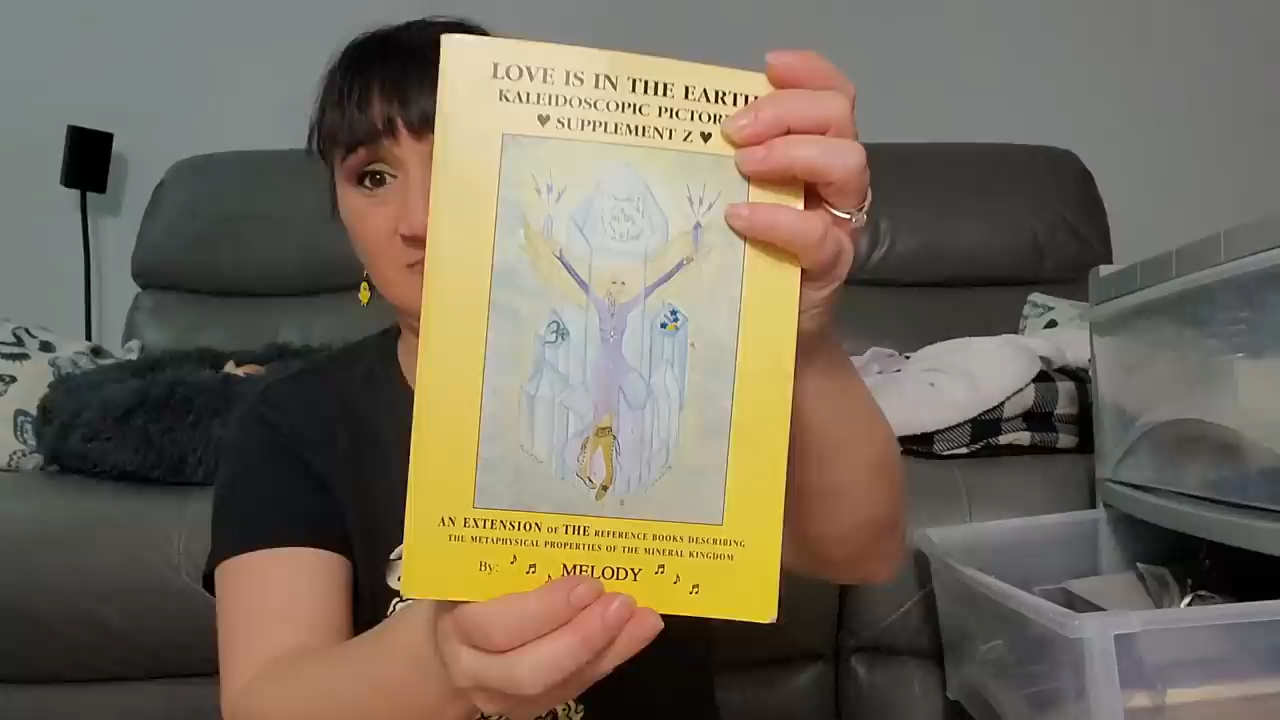 LOVE IS IN THE EARTH
KALEIDOSCOPIC
♥ SUPPLEMENT Z ♥
AN EXTENSION OF THE REFERENCE BOOKS DESCRIBING
THE METAPHYSICAL PROPERTIES OF THE MINERAL KINGDOM
By: MELODY